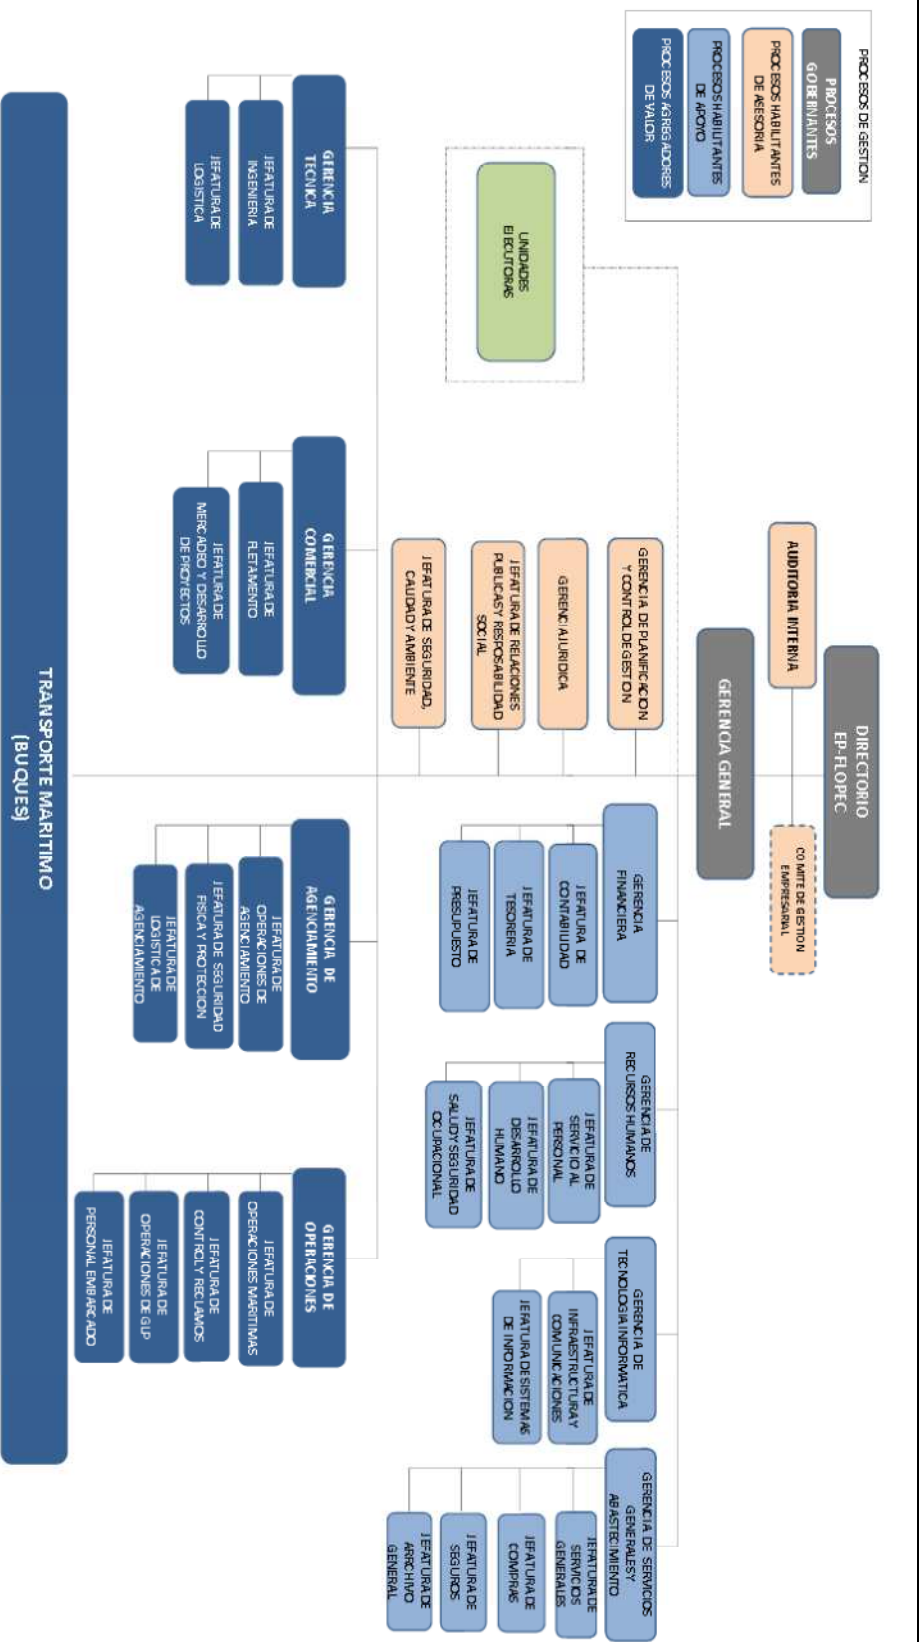 PROCESOS DE GESTION
PROCESOS
GOBERNANTES
PROCESOS HABILITANTES
DE ASESORIA
PROCESOS HABILITANTES
DE APOYO
PROCESOS AGREGADORES
DE VALOR
DIRECTORIO
EP-FLOPEC
AUDITORIA INTERNA
COMITE DE GESTION
EMPRESARIAL
GERENCIA GENERAL
UNIDADES
EJECUTORAS
GERENCIA DE PLANIFICACION
Y CONTROL DE GESTION
GERENCIA JURIDICA
JEFATURA DE RELACIONES
PUBLICAS Y RESPOSABILIDAD
SOCIAL
JEFATURA DE SEGURIDAD,
CALIDAD Y AMBIENTE
GERENCIA
FINANCIERA
JEFATURA DE
CONTABILIDAD
JEFATURA DE
TESORERIA
JEFATURA DE
PRESUPUESTO
GERENCIA DE
RECURSOS HUMANOS
JEFATURA DE
SERVICIO AL
PERSONAL
JEFATURA DE
DESARROLLO
HUMANO
JEFATURA DE
SALUD Y SEGURIDAD
OCUPACIONAL
GERENCIA DE
TECNOLOGIA INFORMATICA
JEFATURA DE
INFRAESTRUCTURA Y
COMUNICACIONES
JEFATURA DE SISTEMAS
DE INFORMACION
GERENCIA DE SERVICIOS
GENERALES Y
ABASTECIMIENTO
JEFATURA DE
SERVICIOS
GENERALES
JEFATURA DE
COMPRAS
JEFATURA DE
SEGUROS
JEFATURA DE
ARRCHIVO
GENERAL
GERENCIA
TECNICA
JEFATURA DE
INGENIERIA
JEFATURA DE
LOGISTICA
GERENCIA
COMERCIAL
JEFATURA DE
FLETAMENTO
JEFATURA DE
MERCADEO Y DESARROLLO
DE PROYECTOS
GERENCIA DE
AGENCIAMIENTO
JEFATURA DE
OPERACIONES DE
AGENCIAMIENTO
JEFATURA DE SEGURIDAD
FISICA Y PROTECCION
JEFATURA DE
LOGISTICA DE
AGENCIAMIENTO
GERENCIA DE
OPERACIONES
JEFATURA DE
OPERACIONES MARITIMAS
JEFATURA DE
CONTROL Y RECLAMOS
JEFATURA DE
OPERACIONES DE GLP
JEFATURA DE
PERSONAL EMBARCADO
TRANSPORTE MARITIMO
(BUQUES)